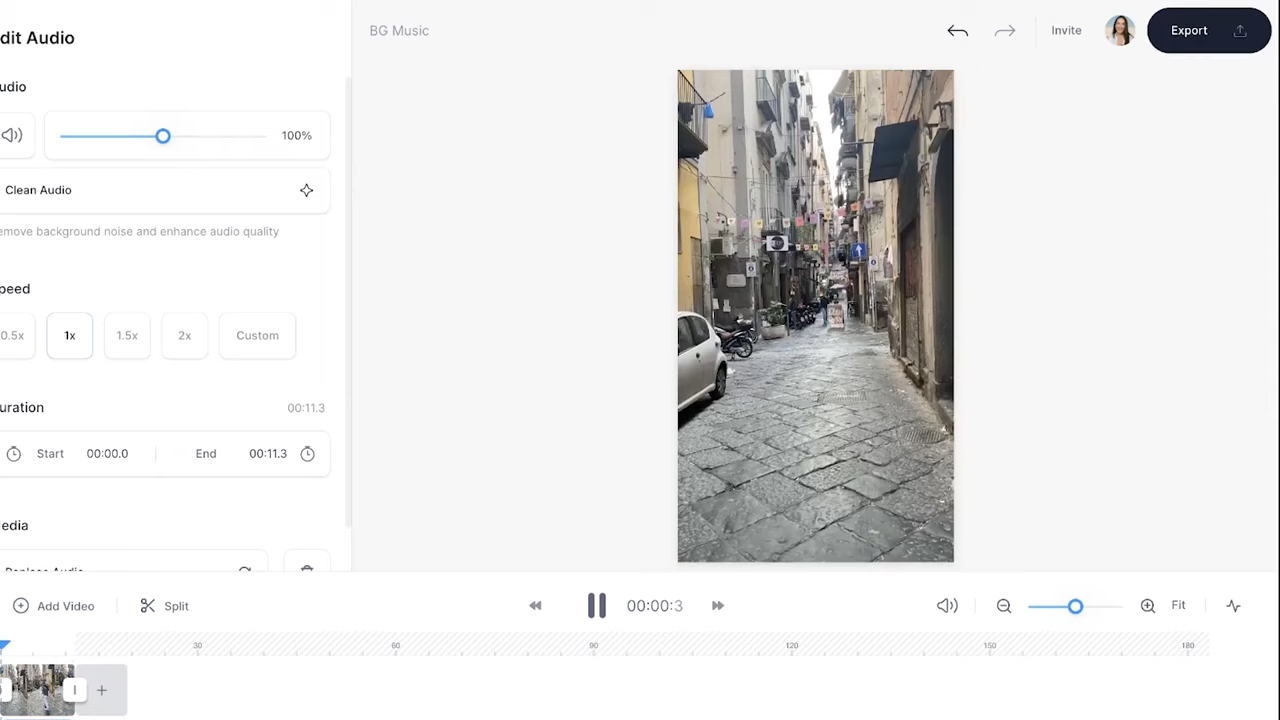 dit Audio
BG Music
Invite
Export
udio
100%
Clean Audio
emove background noise and enhance audio quality
peed
0.5x
1x
1.5x
2x
Custom
uration
00:11.3
Start
00:00.0
End
00:11.3
edia
Replace Audio
Add Video
Split
00:00:3
Fit
30
60
90
120
150
180